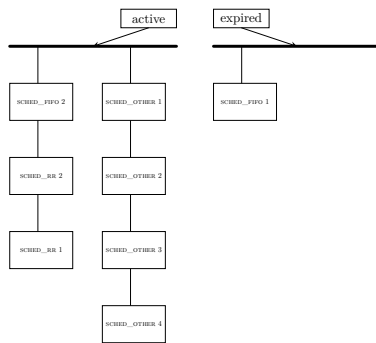 active
expired
SCHED_FIFO 2
SCHED_OTHER 1
SCHED_FIFO 1
SCHED_RR 2
SCHED_OTHER 2
SCHED_RR 1
SCHED_OTHER 3
SCHED_OTHER 4